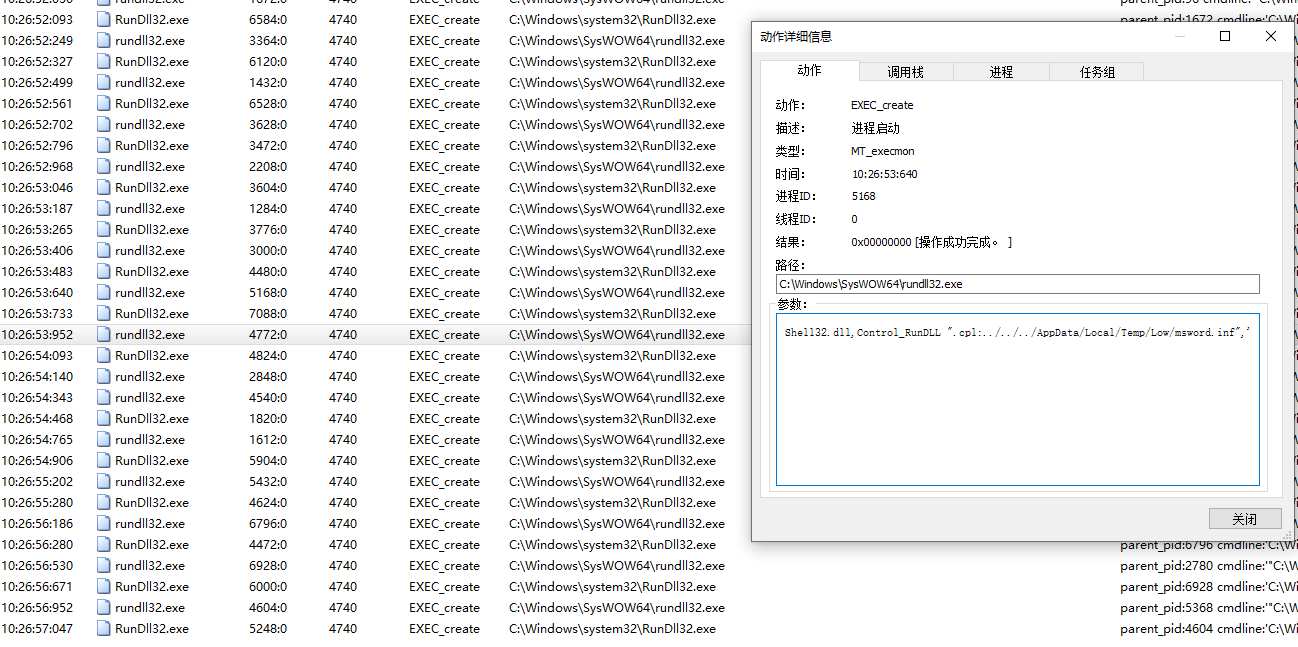 10:26:52:093 RunDll32.exe 6584:0 4740 EXEC_create C:\Windows\system32\RunDll32.exe
10:26:52:249 rundll32.exe 3364:0 4740 EXEC_create C:\Windows\SysWOW64\rundll32.exe
10:26:52:327 RunDll32.exe 6120:0 4740 EXEC_create C:\Windows\system32\RunDll32.exe
10:26:52:499 rundll32.exe 1432:0 4740 EXEC_create C:\Windows\SysWOW64\rundll32.exe
10:26:52:561 RunDll32.exe 6528:0 4740 EXEC_create C:\Windows\system32\RunDll32.exe
10:26:52:702 rundll32.exe 3628:0 4740 EXEC_create C:\Windows\SysWOW64\rundll32.exe
10:26:52:796 RunDll32.exe 3472:0 4740 EXEC_create C:\Windows\system32\RunDll32.exe
10:26:52:968 rundll32.exe 2208:0 4740 EXEC_create C:\Windows\SysWOW64\rundll32.exe
10:26:53:046 RunDll32.exe 3604:0 4740 EXEC_create C:\Windows\system32\RunDll32.exe
10:26:53:187 rundll32.exe 1284:0 4740 EXEC_create C:\Windows\SysWOW64\rundll32.exe
10:26:53:265 RunDll32.exe 3776:0 4740 EXEC_create C:\Windows\system32\RunDll32.exe
10:26:53:406 rundll32.exe 3000:0 4740 EXEC_create C:\Windows\SysWOW64\rundll32.exe
10:26:53:483 RunDll32.exe 4480:0 4740 EXEC_create C:\Windows\system32\RunDll32.exe
10:26:53:640 rundll32.exe 5168:0 4740 EXEC_create C:\Windows\SysWOW64\rundll32.exe
10:26:53:733 RunDll32.exe 7088:0 4740 EXEC_create C:\Windows\system32\RunDll32.exe
10:26:53:952 rundll32.exe 4772:0 4740 EXEC_create C:\Windows\SysWOW64\rundll32.exe
10:26:54:093 RunDll32.exe 4824:0 4740 EXEC_create C:\Windows\system32\RunDll32.exe
10:26:54:140 rundll32.exe 2848:0 4740 EXEC_create C:\Windows\SysWOW64\rundll32.exe
10:26:54:343 rundll32.exe 4540:0 4740 EXEC_create C:\Windows\SysWOW64\rundll32.exe
10:26:54:468 RunDll32.exe 1820:0 4740 EXEC_create C:\Windows\system32\RunDll32.exe
10:26:54:765 rundll32.exe 1612:0 4740 EXEC_create C:\Windows\SysWOW64\rundll32.exe
10:26:54:906 RunDll32.exe 5904:0 4740 EXEC_create C:\Windows\system32\RunDll32.exe
10:26:55:202 rundll32.exe 5432:0 4740 EXEC_create C:\Windows\SysWOW64\rundll32.exe
10:26:55:280 RunDll32.exe 4624:0 4740 EXEC_create C:\Windows\system32\RunDll32.exe
10:26:56:186 rundll32.exe 6796:0 4740 EXEC_create C:\Windows\SysWOW64\rundll32.exe
10:26:56:280 RunDll32.exe 4472:0 4740 EXEC_create C:\Windows\system32\RunDll32.exe parent_pid:6796 cmdline:'C:\Wi
10:26:56:530 rundll32.exe 6928:0 4740 EXEC_create C:\Windows\SysWOW64\rundll32.exe parent_pid:2780 cmdline:'"C:\
10:26:56:671 RunDll32.exe 6000:0 4740 EXEC_create C:\Windows\system32\RunDll32.exe parent_pid:6928 cmdline:'C:\Wi
10:26:56:952 rundll32.exe 4604:0 4740 EXEC_create C:\Windows\SysWOW64\rundll32.exe parent_pid:5368 cmdline:'"C:\
10:26:57:047 RunDll32.exe 5248:0 4740 EXEC_create C:\Windows\system32\RunDll32.exe parent_pid:4604 cmdline:'C:\Wi
动作详细信息
动作 调用栈 进程 任务组
动作: EXEC_create
描述: 进程启动
类型: MT_execmon
时间: 10:26:53:640
进程ID: 5168
线程ID: 0
结果: 0x00000000 [操作成功完成。 ]
路径:
C:\Windows\SysWOW64\rundll32.exe
参数:
Shell32.dll,Control_RunDLL ".cpl:../../../AppData/Local/Temp/Low/msword.inf",'
关闭